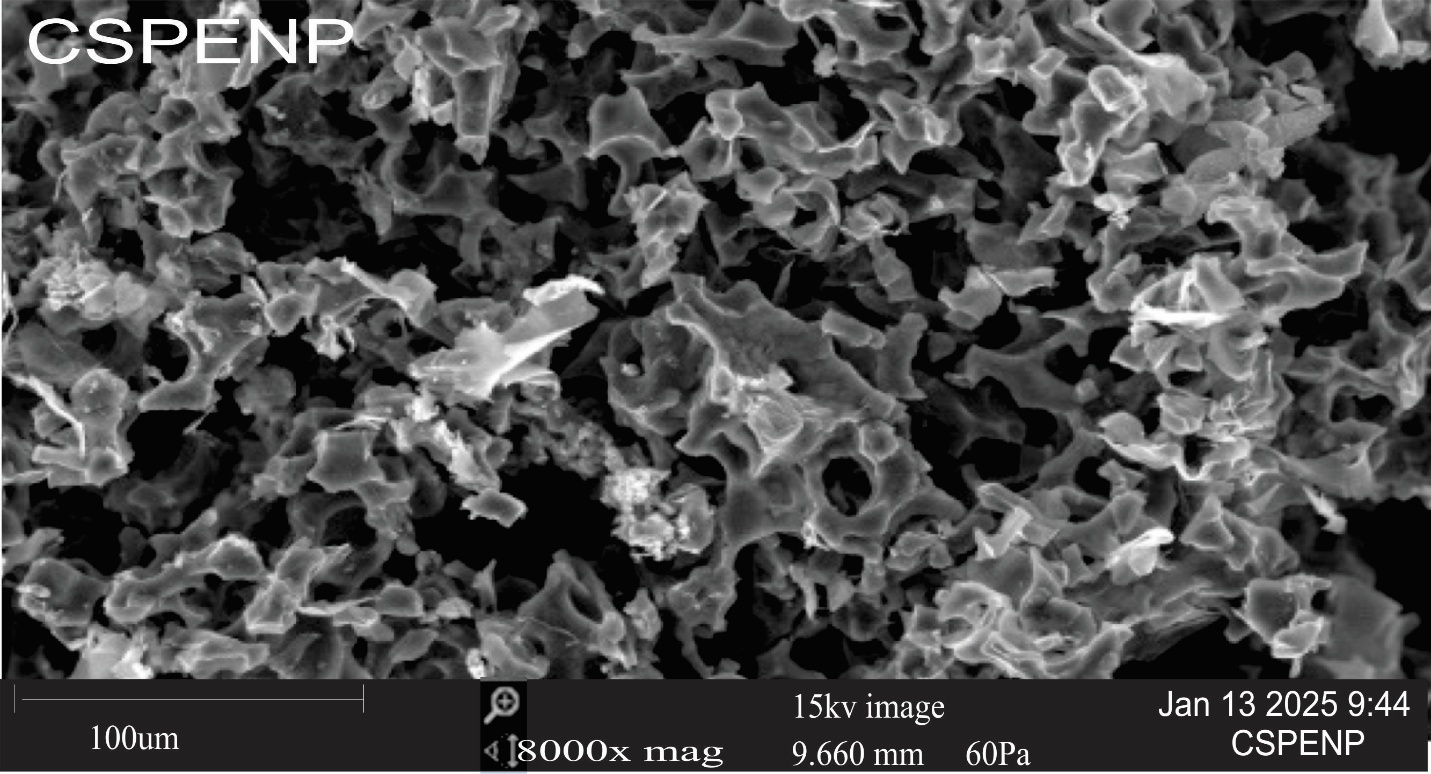 CSPENP
100um
8000x mag
15kv image
9.660 mm 60Pa
Jan 13 2025 9:44
CSPENP